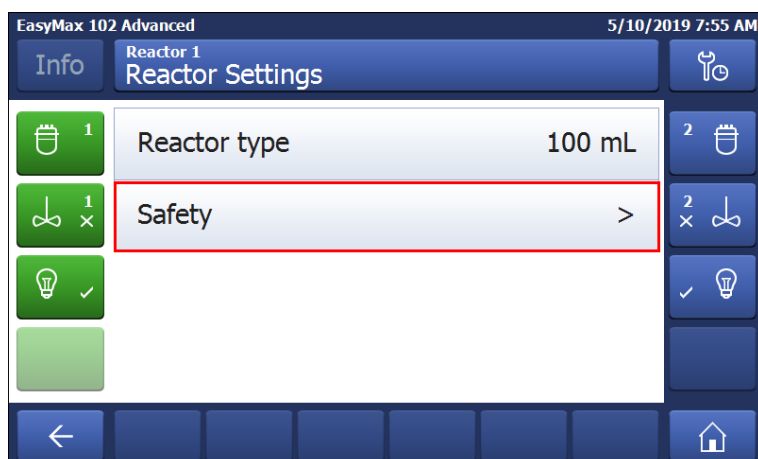 EasyMax 102 Advanced 5/10/2019 7:55 AM
Info
Reactor 1
Reactor Settings
1
Reactor type 100 mL
2
1
Safety >
2